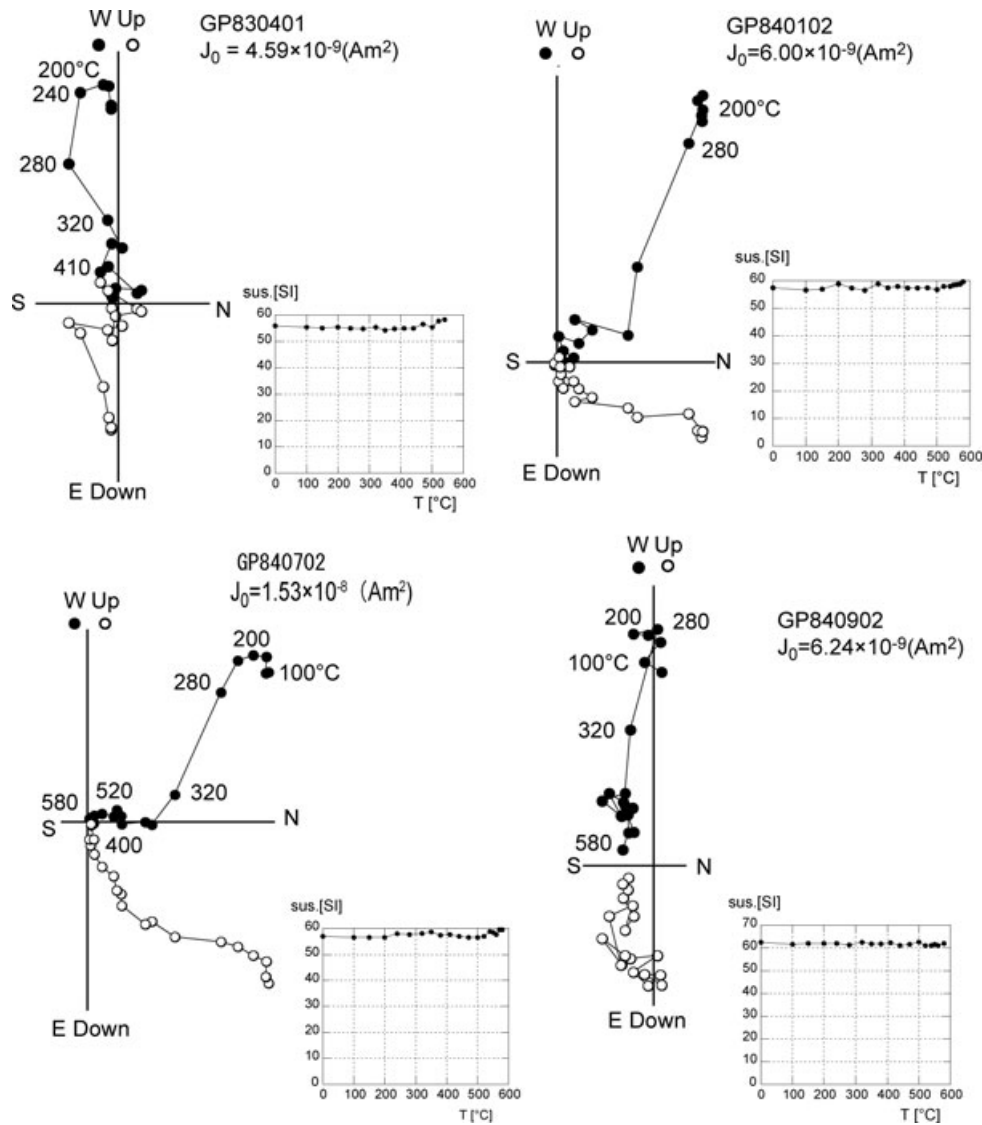 W Up
GP830401
J₀ = 4.59×10⁻⁹(Am²)
200°C
240
280
320
410
S
N
E Down
sus.[SI]
60
50
40
30
20
10
0
0 100 200 300 400 500 600
T [°C]
W Up
GP840102
J₀=6.00×10⁻⁹(Am²)
200°C
280
S
N
E Down
sus.[SI]
60
50
40
30
20
10
0
0 100 200 300 400 500 600
T [°C]
W Up
GP840702
J₀=1.53×10⁻⁸ (Am²)
200
100°C
280
320
580
520
S
N
400
E Down
sus.[SI]
60
50
40
30
20
10
0
0 100 200 300 400 500 600
T [°C]
W Up
GP840902
J₀=6.24×10⁻⁹(Am²)
200
280
100°C
320
580
S
N
E Down
sus.[SI]
70
60
50
40
30
20
10
0
0 100 200 300 400 500 600
T [°C]